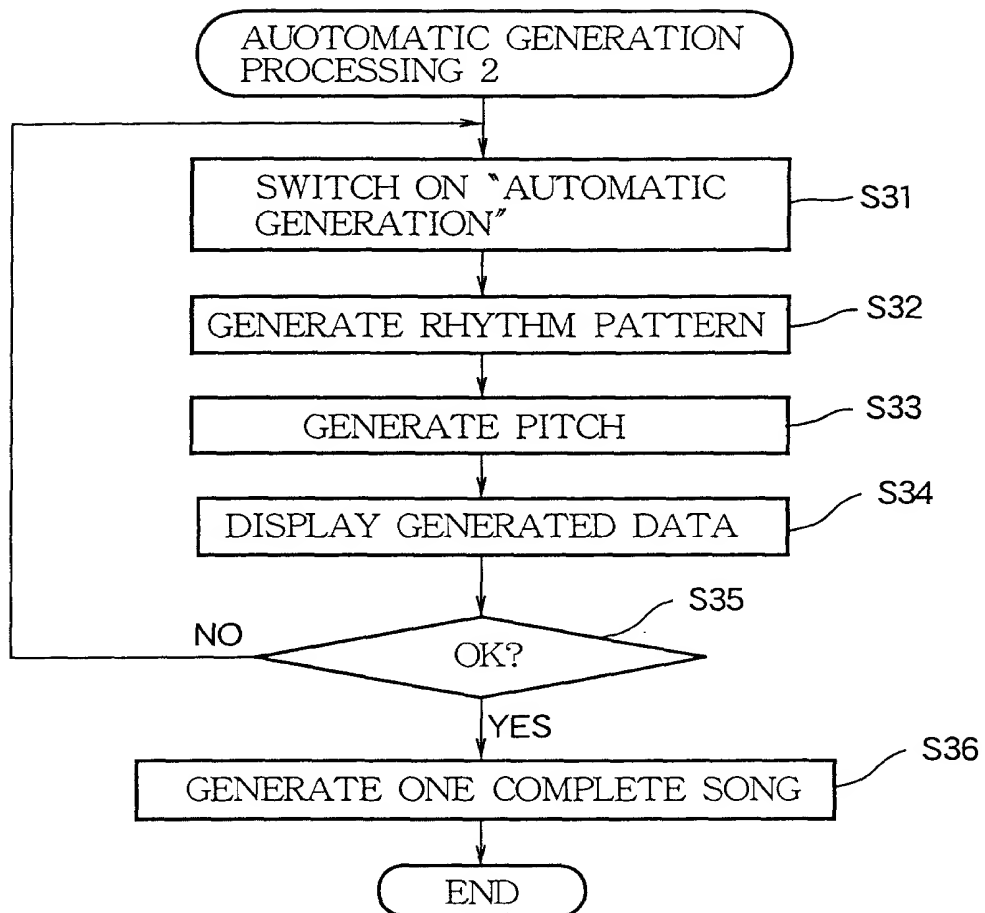 AUOTOMATIC GENERATION
PROCESSING 2
SWITCH ON "AUTOMATIC
GENERATION"
S31
GENERATE RHYTHM PATTERN
S32
GENERATE PITCH
S33
DISPLAY GENERATED DATA
S34
OK?
S35
NO
YES
GENERATE ONE COMPLETE SONG
S36
END